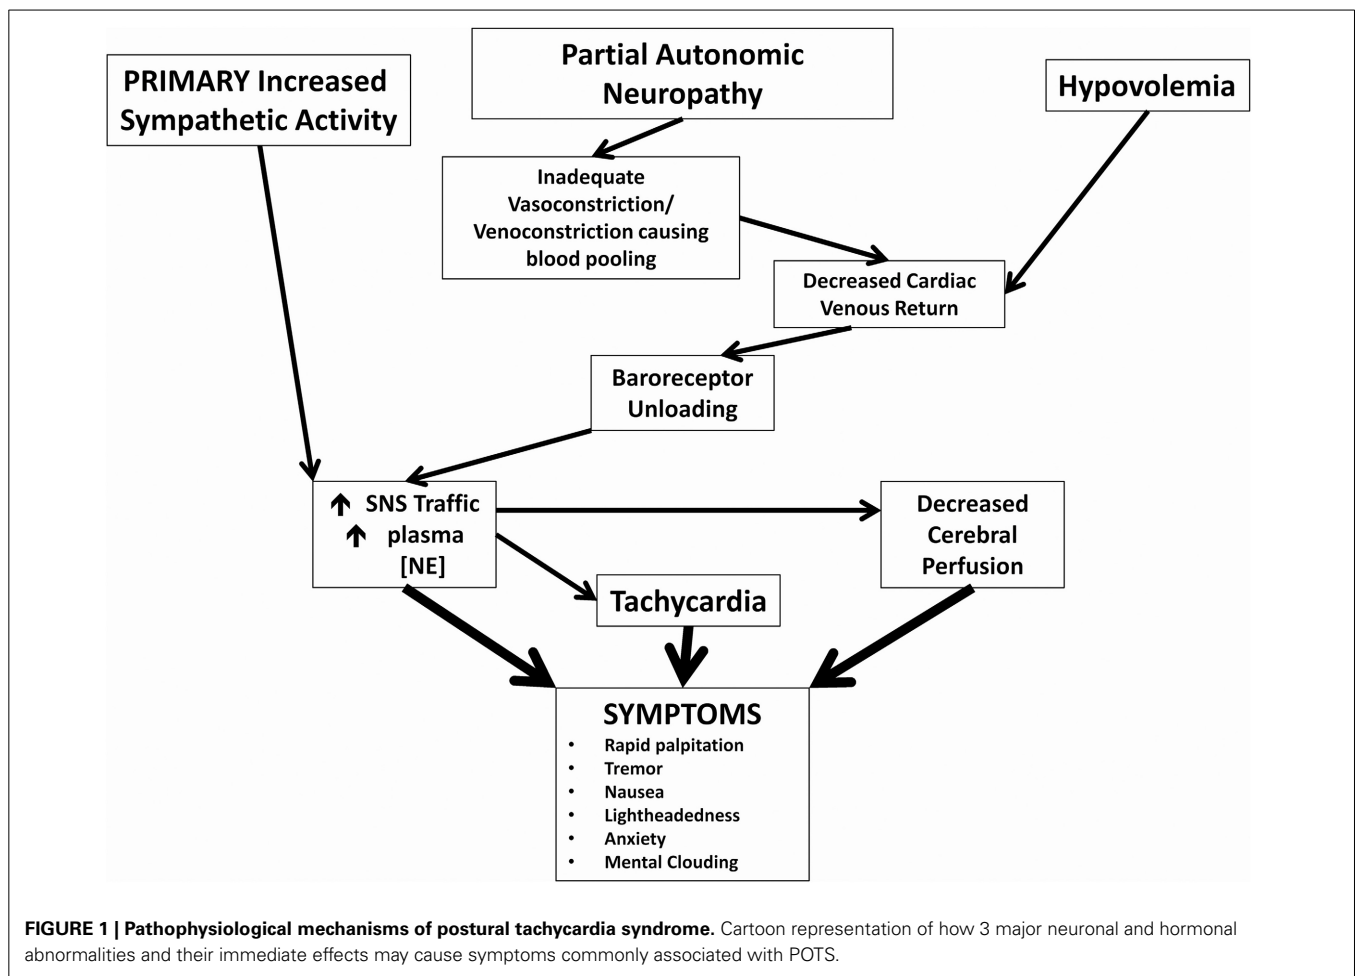 PRIMARY Increased
Sympathetic Activity
Partial Autonomic
Neuropathy
Hypovolemia
Inadequate
Vasoconstriction/
Venoconstriction causing
blood pooling
Decreased Cardiac
Venous Return
Baroreceptor
Unloading
↑ SNS Traffic
↑ plasma
[NE]
Decreased
Cerebral
Perfusion
Tachycardia
SYMPTOMS
• Rapid palpitation
• Tremor
• Nausea
• Lightheadedness
• Anxiety
• Mental Clouding
FIGURE 1 | Pathophysiological mechanisms of postural tachycardia syndrome. Cartoon representation of how 3 major neuronal and hormonal
abnormalities and their immediate effects may cause symptoms commonly associated with POTS.